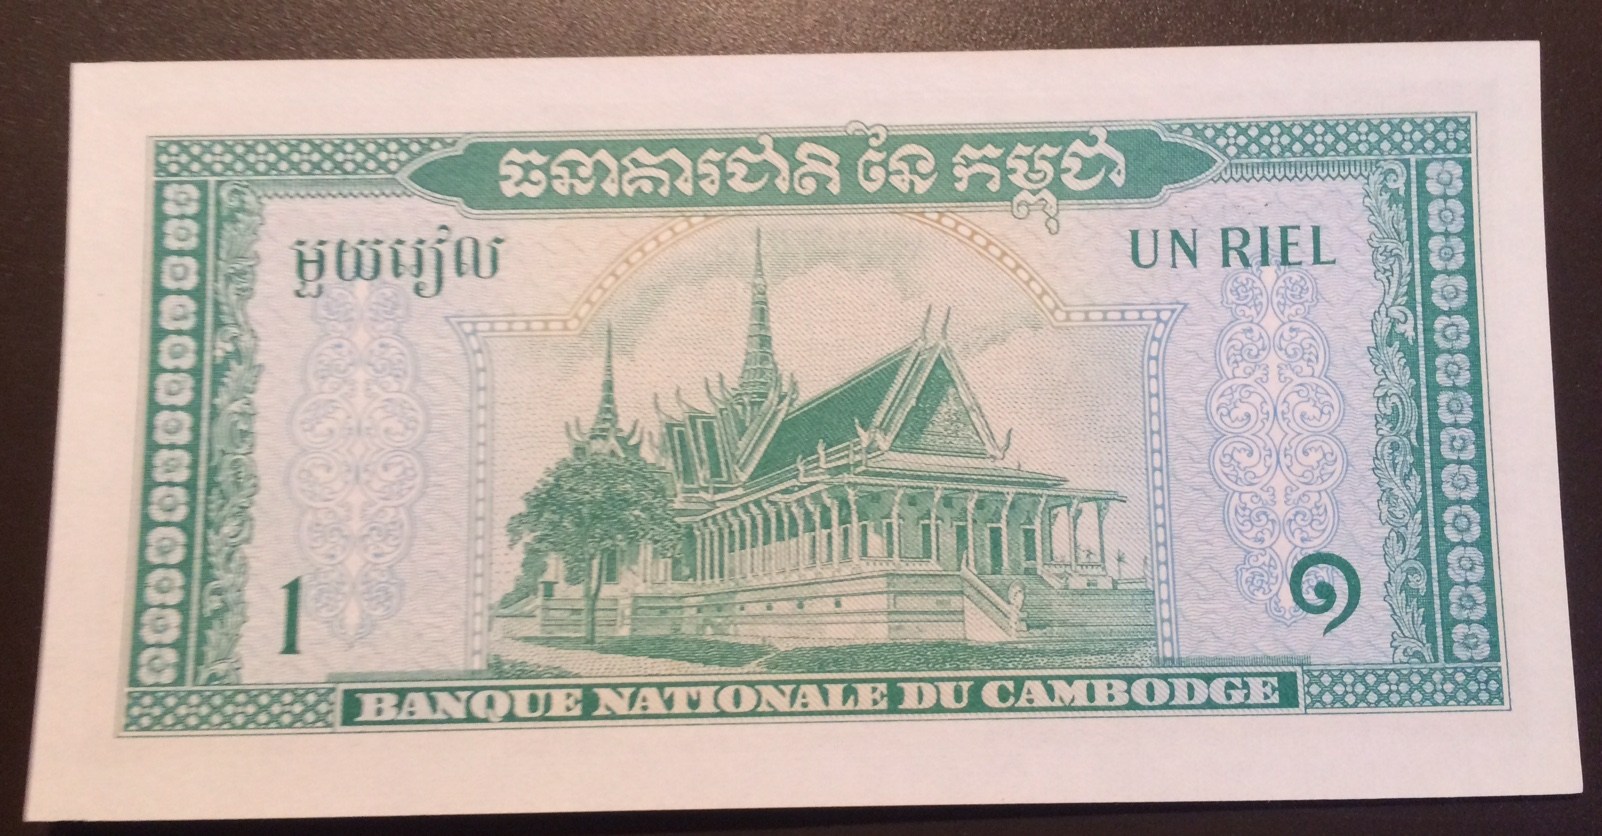 ធនាគារជាតិ នៃ កម្ពុជា
មួយរៀល
UN RIEL
1
១
BANQUE NATIONALE DU CAMBODGE